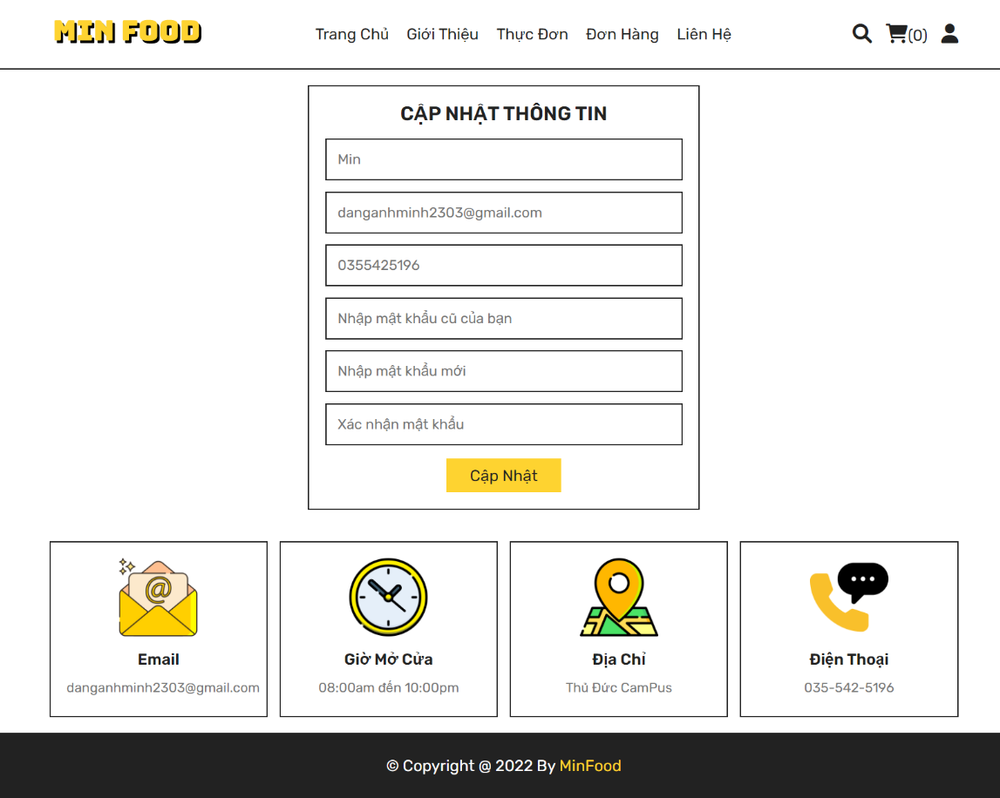 MIN FOOD
Trang Chủ Giới Thiệu Thực Đơn Đơn Hàng Liên Hệ
(0)
CẬP NHẬT THÔNG TIN
Min
danganhminh2303@gmail.com
0355425196
Nhập mật khẩu cũ của bạn
Nhập mật khẩu mới
Xác nhận mật khẩu
Cập Nhật
@
Email
danganhminh2303@gmail.com
Giờ Mở Cửa
08:00am đến 10:00pm
Địa Chỉ
Thủ Đức CamPus
Điện Thoại
035-542-5196
© Copyright @ 2022 By MinFood